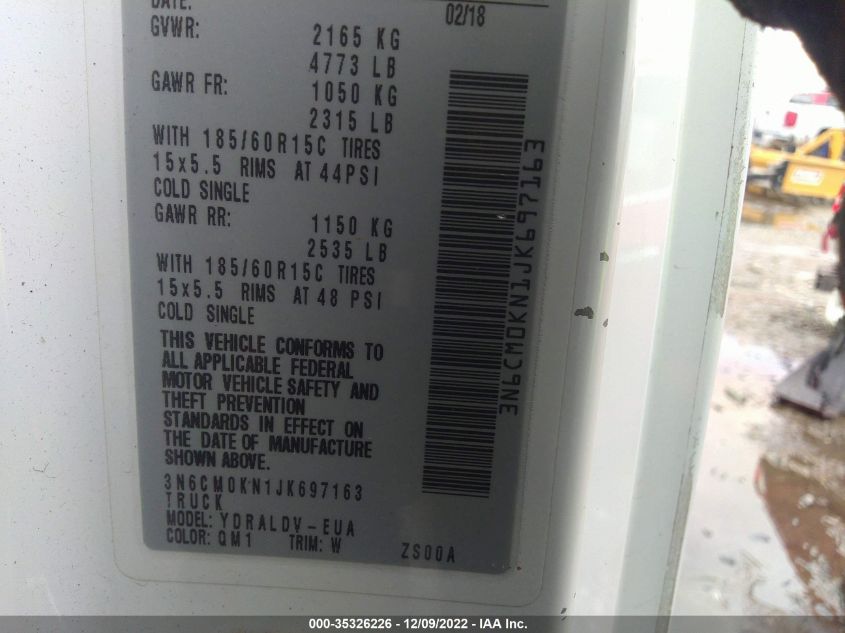 DATE:
02/18
GVWR: 2165 KG
4773 LB
GAWR FR: 1050 KG
2315 LB
WITH 185/60R15C TIRES
15x5.5 RIMS AT 44PSI
COLD SINGLE
GAWR RR: 1150 KG
2535 LB
WITH 185/60R15C TIRES
15x5.5 RIMS AT 48 PSI
COLD SINGLE
THIS VEHICLE CONFORMS TO
ALL APPLICABLE FEDERAL
MOTOR VEHICLE SAFETY AND
THEFT PREVENTION
STANDARDS IN EFFECT ON
THE DATE OF MANUFACTURE
SHOWN ABOVE.
3N6CM0KN1JK697163
TRUCK
MODEL: YDRALDV-EUA
COLOR: QM1 TRIM: W ZS00A
3N6CM0KN1JK697163
000-35326226 - 12/09/2022 - IAA Inc.